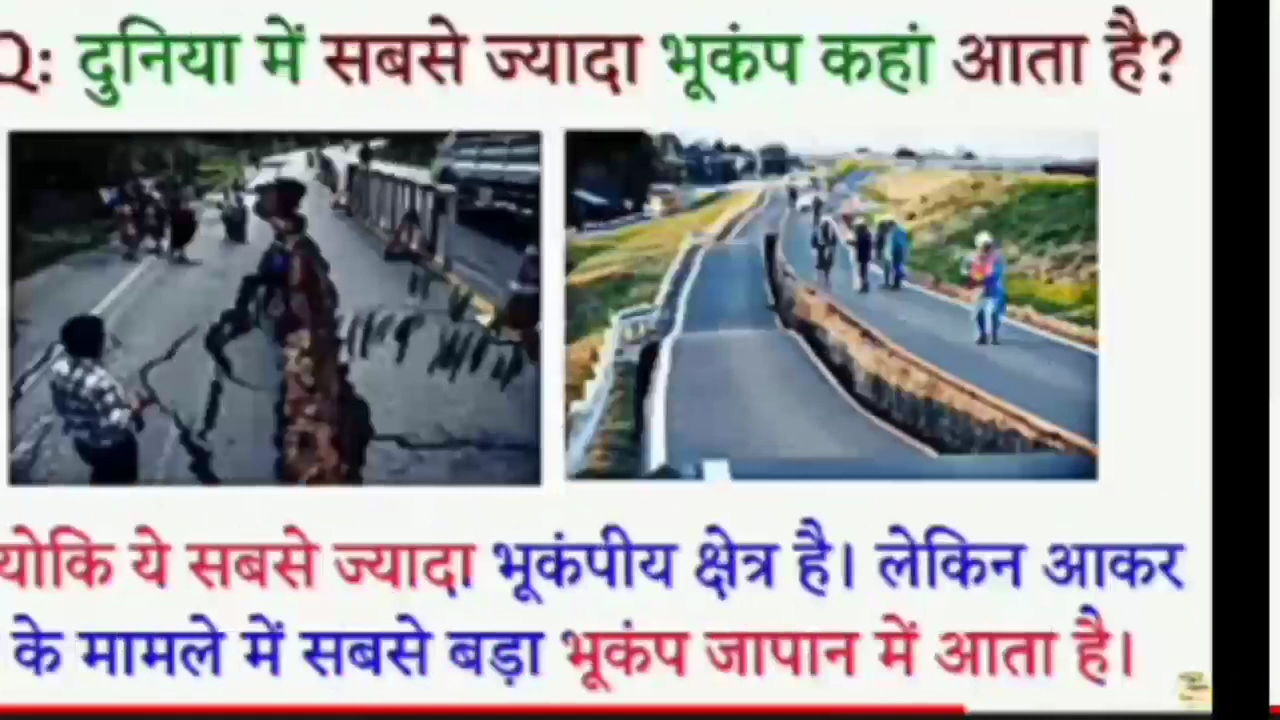 Q: दुनिया में सबसे ज्यादा भूकंप कहां आता है?
योकि ये सबसे ज्यादा भूकंपीय क्षेत्र है। लेकिन आकर
के मामले में सबसे बड़ा भूकंप जापान में आता है।